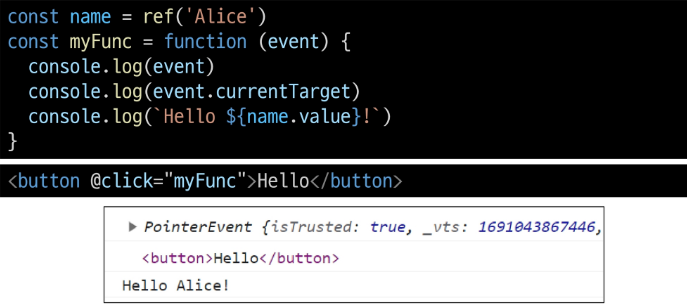 const name = ref('Alice')
const myFunc = function (event) {
  console.log(event)
  console.log(event.currentTarget)
  console.log(`Hello ${name.value}!`)
}
<button @click="myFunc">Hello</button>
▶ PointerEvent {isTrusted: true, _vts: 1691043867446,
<button>Hello</button>
Hello Alice!